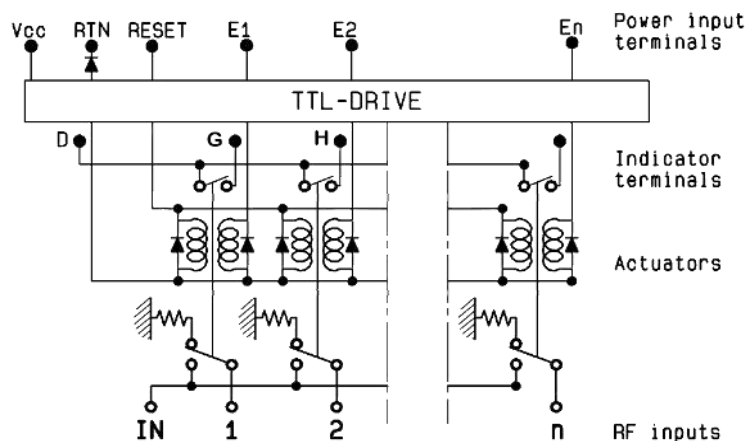 Vcc RTN RESET E1 E2 En Power input terminals
TTL-DRIVE
D G H Indicator terminals
Actuators
IN 1 2 n RF inputs